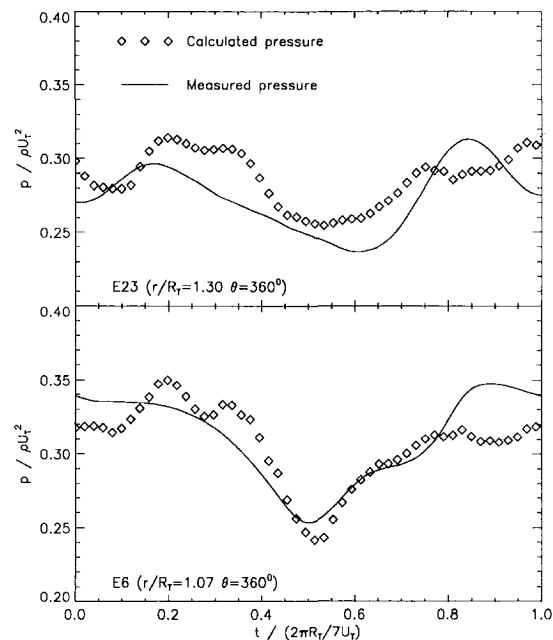 0.40
◇ ◇ ◇ ◇ Calculated pressure
Measured pressure
0.35
0.30
0.25
p / ρU_T²
E23 (r/R_T=1.30 θ=360⁰)
0.40
0.35
0.30
0.25
0.20
p / ρU_T²
E6 (r/R_T=1.07 θ=360⁰)
0.0 0.2 0.4 0.6 0.8 1.0
t / (2πR_T/7U_T)